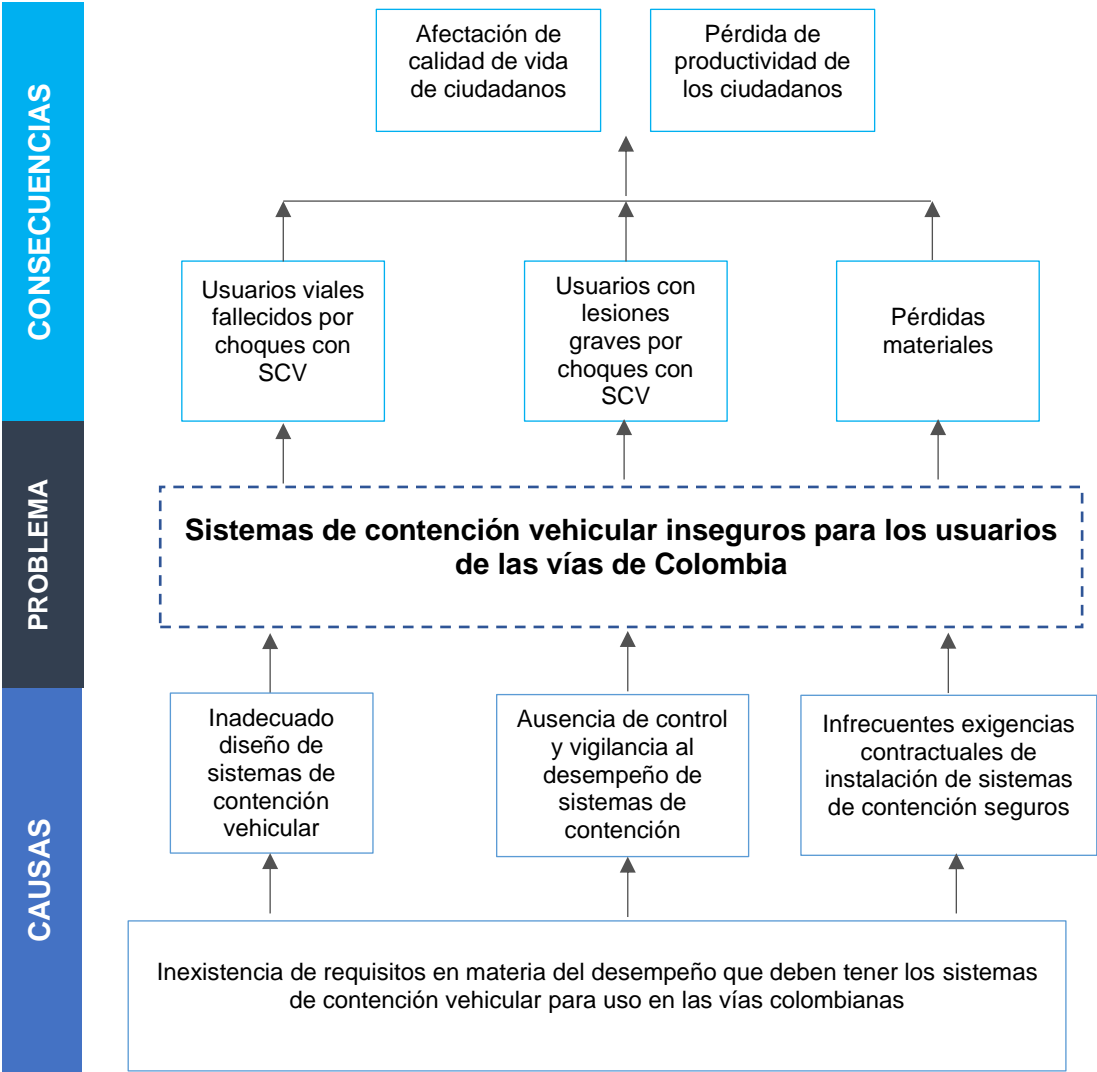 CONSECUENCIAS
Afectación de
calidad de vida
de ciudadanos
Pérdida de
productividad de
los ciudadanos
Usuarios viales
fallecidos por
choques con
SCV
Usuarios con
lesiones
graves por
choques con
SCV
Pérdidas
materiales
PROBLEMA
Sistemas de contención vehicular inseguros para los usuarios
de las vías de Colombia
CAUSAS
Inadecuado
diseño de
sistemas de
contención
vehicular
Ausencia de control
y vigilancia al
desempeño de
sistemas de
contención
Infrecuentes exigencias
contractuales de
instalación de sistemas
de contención seguros
Inexistencia de requisitos en materia del desempeño que deben tener los sistemas
de contención vehicular para uso en las vías colombianas